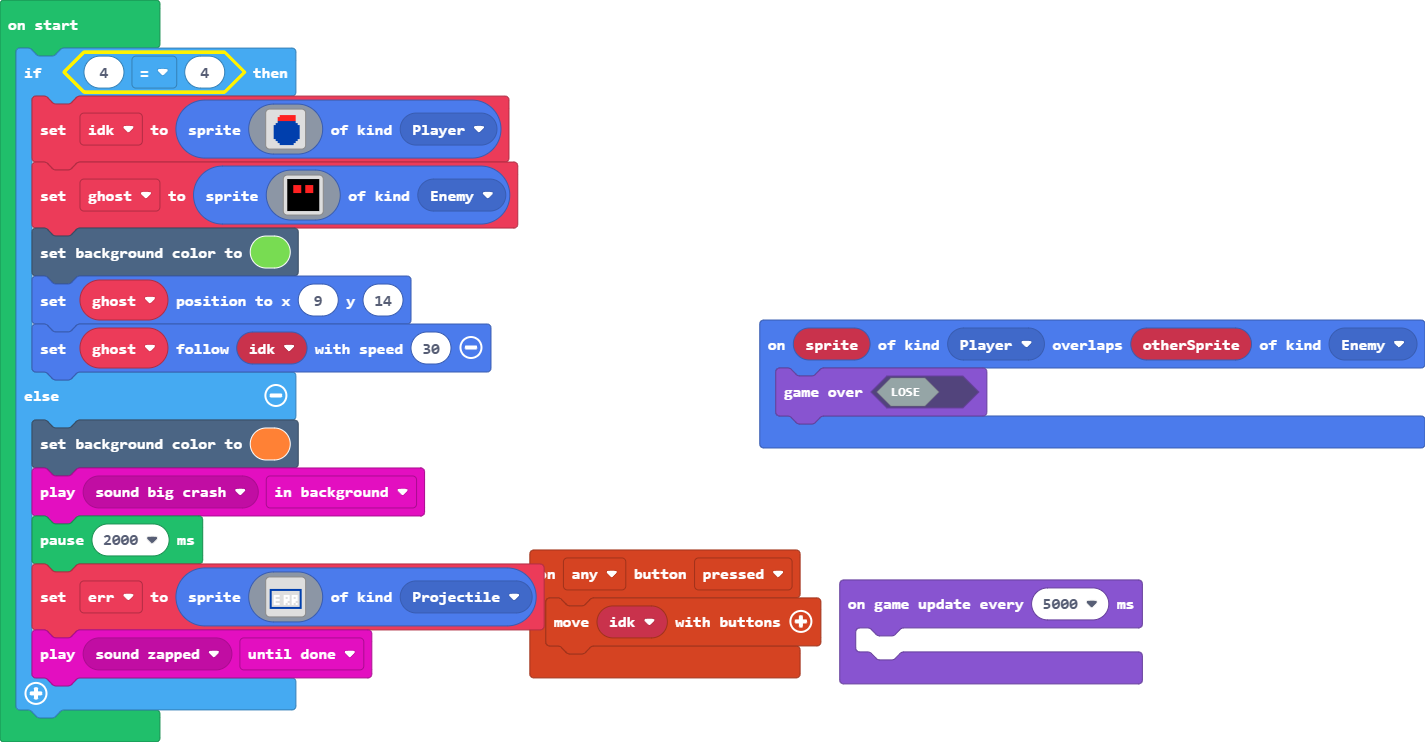 on start
if 4 = 4 then
set idk to sprite of kind Player
set ghost to sprite of kind Enemy
set background color to
set ghost position to x 9 y 14
set ghost follow idk with speed 30
else
set background color to
play sound big crash in background
pause 2000 ms
set err to sprite ERR of kind Projectile
play sound zapped until done
on sprite of kind Player overlaps otherSprite of kind Enemy
game over LOSE
n any button pressed
move idk with buttons
on game update every 5000 ms